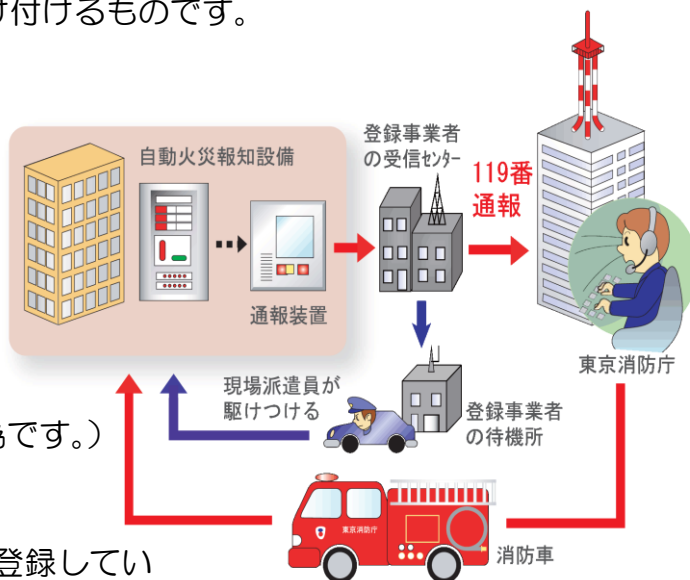 け付けるものです。
登録事業者
の受信センター
自動火災報知設備
119番
通報
通報装置
東京消防庁
現場派遣員が
駆けつける
登録事業者
の待機所
です。）
東京消防庁
消防車
登録してい